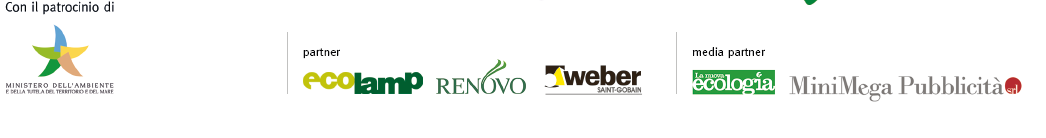 Con il patrocinio di
MINISTERO DELL'AMBIENTE
E DELLA TUTELA DEL TERRITORIO E DEL MARE
partner
ecolamp
RENOVO
weber
SAINT-GOBAIN
media partner
La nuova
ecologia
MiniMega Pubblicità srl